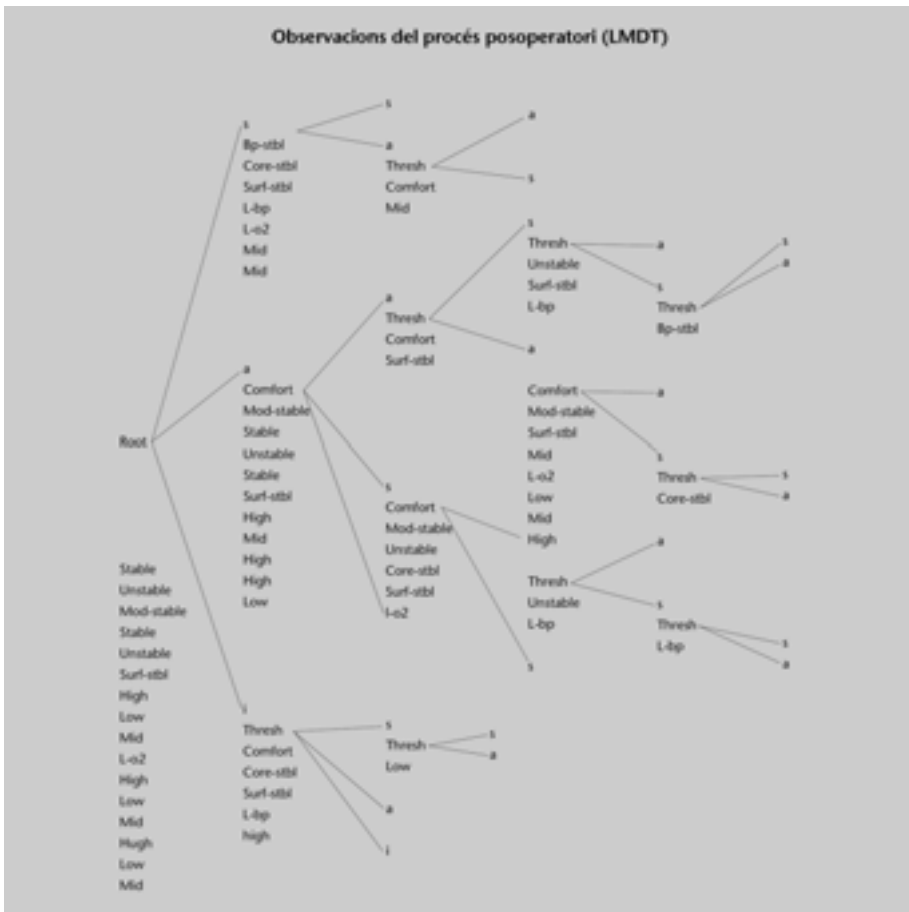 Observacions del procés posoperatori (LMDT)
Root
Stable
Unstable
Mod-stable
Stable
Unstable
Surf-stbl
High
Low
Mid
L-o2
High
Low
Mid
Hugh
Low
Mid
s
Bp-stbl
Core-stbl
Surf-stbl
L-bp
L-o2
Mid
Mid
a
Comfort
Mod-stable
Stable
Unstable
Stable
Surf-stbl
High
Mid
High
High
Low
i
Thresh
Comfort
Core-stbl
Surf-stbl
L-bp
high
s
a
Thresh
Comfort
Mid
a
Thresh
Comfort
Surf-stbl
s
Comfort
Mod-stable
Unstable
Core-stbl
Surf-stbl
l-o2
s
Thresh
Low
a
i
s
a
a
s
s
Thresh
Unstable
Surf-stbl
L-bp
a
Comfort
Mod-stable
Surf-stbl
Mid
L-o2
Low
Mid
High
Thresh
Unstable
L-bp
s
a
s
Thresh
Bp-stbl
a
s
Thresh
Core-stbl
a
s
Thresh
L-bp
s
a
s
a
s
a